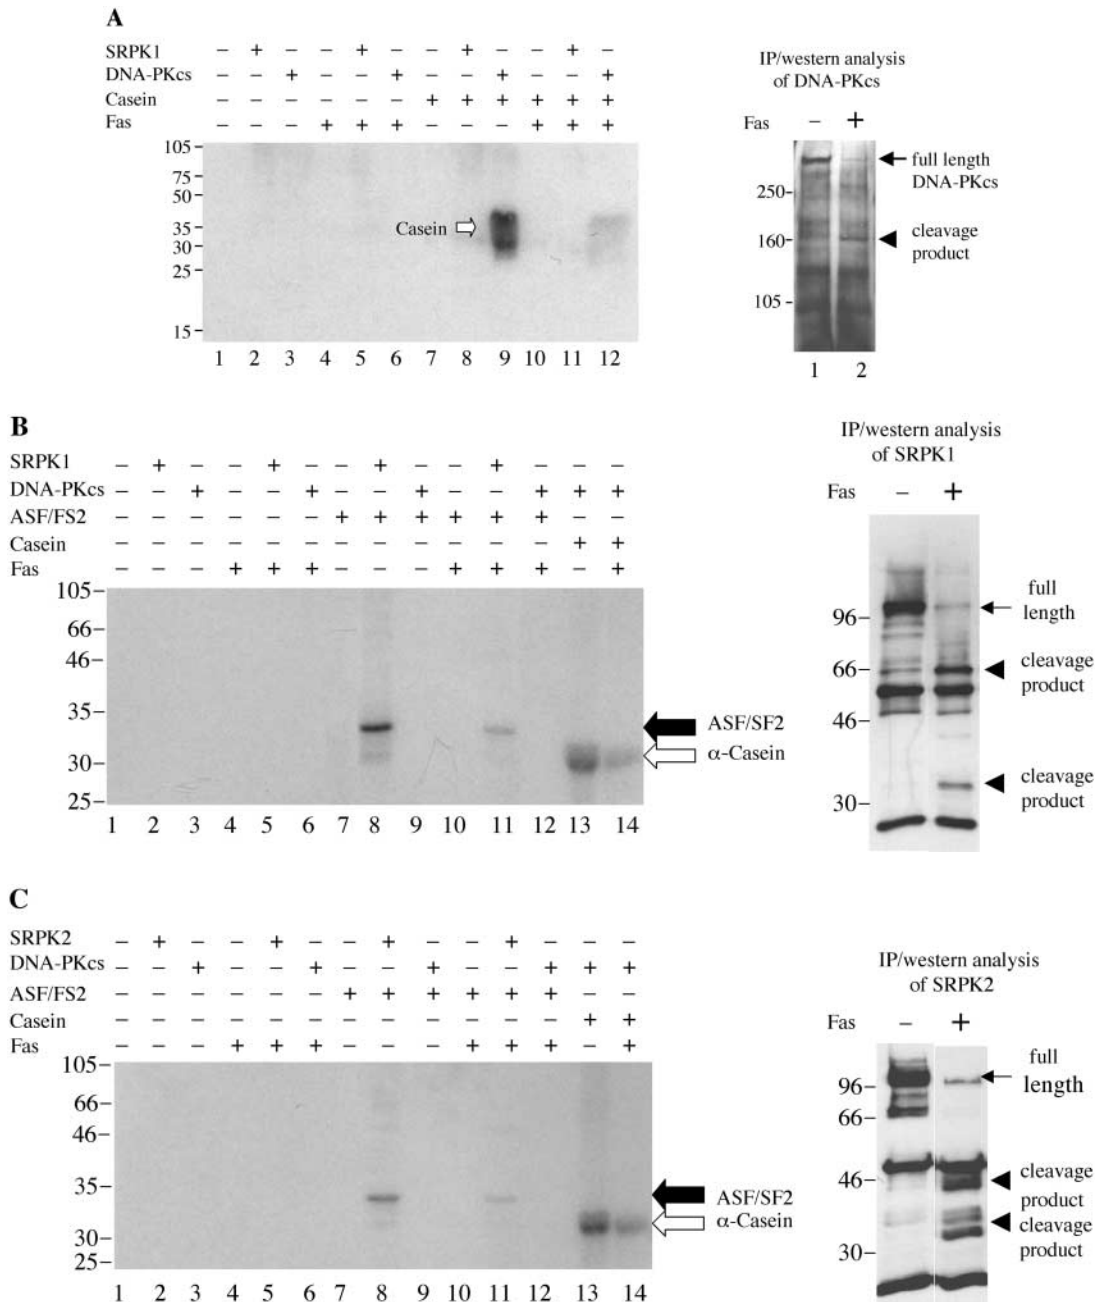 A
SRPK1 – + – – + – – + – – + –
DNA-PKcs – – + – – + – – + – – +
Casein – – – – – – + + + + + +
Fas – – – + + + – – – + + +
105
75
50
35
30
25
15
Casein
1 2 3 4 5 6 7 8 9 10 11 12
IP/western analysis
of DNA-PKcs
Fas – +
250
160
105
full length
DNA-PKcs
cleavage
product
1 2
B
SRPK1 – + – – + – – + – – + – – –
DNA-PKcs – – + – – + – – + – – + + +
ASF/FS2 – – – – – – + + + + + + – –
Casein – – – – – – – – – – – – + +
Fas – – – + + + – – – + + + – +
105
66
46
35
30
25
ASF/SF2
α-Casein
1 2 3 4 5 6 7 8 9 10 11 12 13 14
IP/western analysis
of SRPK1
Fas – +
96
66
46
30
full
length
cleavage
product
cleavage
product
C
SRPK2 – + – – + – – + – – + – – –
DNA-PKcs – – + – – + – – + – – + + +
ASF/FS2 – – – – – – + + + + + + – –
Casein – – – – – – – – – – – – + +
Fas – – – + + + – – – + + + – +
105
66
46
35
30
25
ASF/SF2
α-Casein
1 2 3 4 5 6 7 8 9 10 11 12 13 14
IP/western analysis
of SRPK2
Fas – +
96
66
46
30
full
length
cleavage
product
cleavage
product